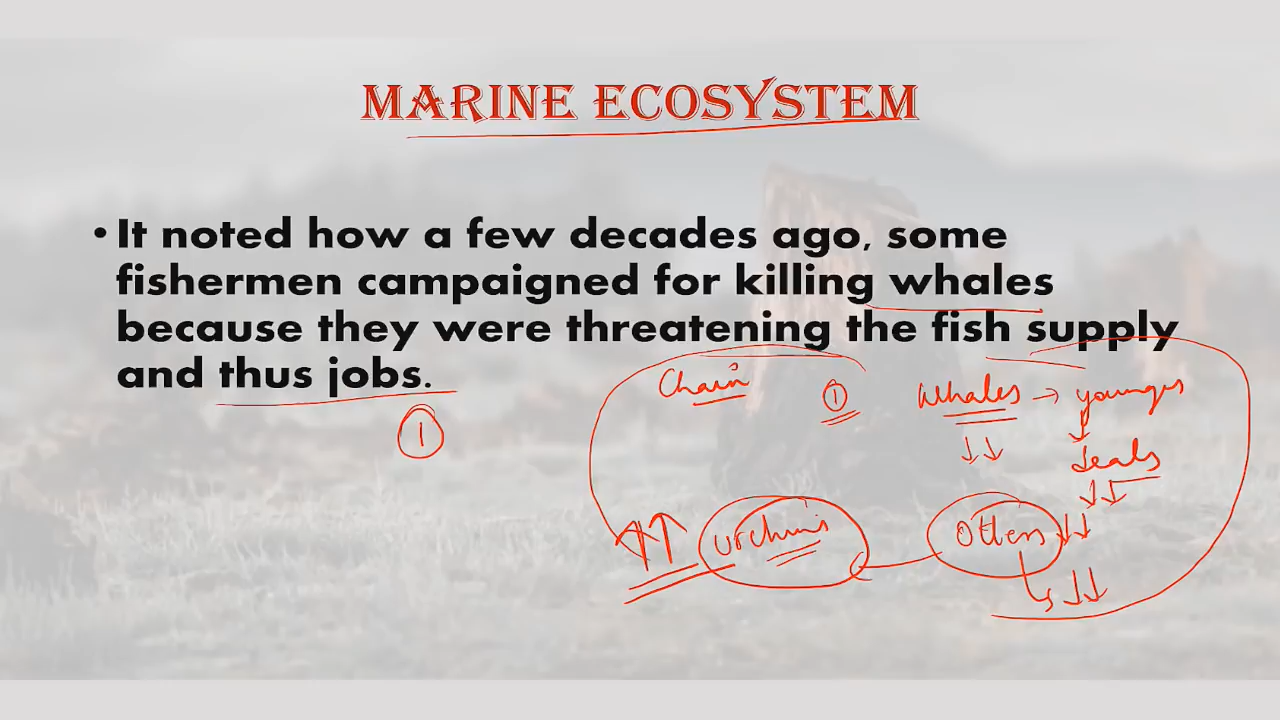 MARINE ECOSYSTEM
• It noted how a few decades ago, some
fishermen campaigned for killing whales
because they were threatening the fish supply
and thus jobs.
1
Chain 1 Whales → younges
↓↓ ↓
Seals
↓↓
↑↑ urchins Otters ↓↓
↳ ↓↓